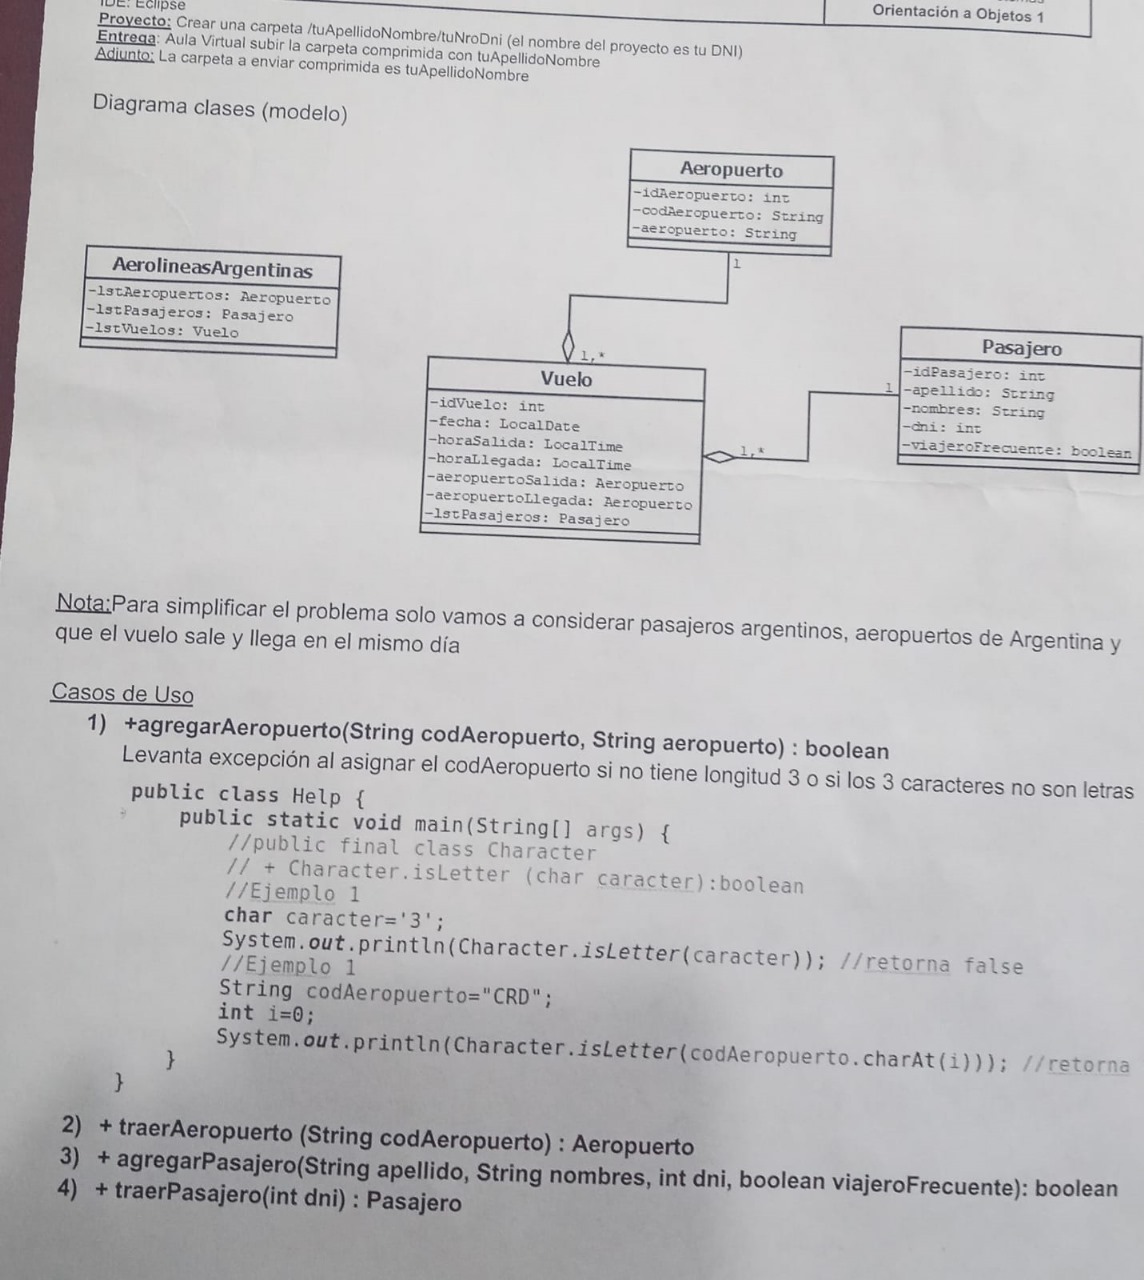 IDE: Eclipse
Orientación a Objetos 1
Proyecto: Crear una carpeta /tuApellidoNombre/tuNroDni (el nombre del proyecto es tu DNI)
Entrega: Aula Virtual subir la carpeta comprimida con tuApellidoNombre
Adjunto: La carpeta a enviar comprimida es tuApellidoNombre
Diagrama clases (modelo)
Aeropuerto
-idAeropuerto: int
-codAeropuerto: String
-aeropuerto: String
1
AerolineasArgentinas
-lstAeropuertos: Aeropuerto
-lstPasajeros: Pasajero
-lstVuelos: Vuelo
1,*
Vuelo
-idVuelo: int
-fecha: LocalDate
-horaSalida: LocalTime
-horaLlegada: LocalTime
-aeropuertoSalida: Aeropuerto
-aeropuertoLlegada: Aeropuerto
-lstPasajeros: Pasajero
1,*
1
Pasajero
-idPasajero: int
-apellido: String
-nombres: String
-dni: int
-viajeroFrecuente: boolean
Nota:Para simplificar el problema solo vamos a considerar pasajeros argentinos, aeropuertos de Argentina y
que el vuelo sale y llega en el mismo día
Casos de Uso
1) +agregarAeropuerto(String codAeropuerto, String aeropuerto) : boolean
Levanta excepción al asignar el codAeropuerto si no tiene longitud 3 o si los 3 caracteres no son letras
public class Help {
public static void main(String[] args) {
//public final class Character
// + Character.isLetter (char caracter):boolean
//Ejemplo 1
char caracter='3';
System.out.println(Character.isLetter(caracter)); //retorna false
//Ejemplo 1
String codAeropuerto="CRD";
int i=0;
System.out.println(Character.isLetter(codAeropuerto.charAt(i))); //retorna
}
}
2) + traerAeropuerto (String codAeropuerto) : Aeropuerto
3) + agregarPasajero(String apellido, String nombres, int dni, boolean viajeroFrecuente): boolean
4) + traerPasajero(int dni) : Pasajero